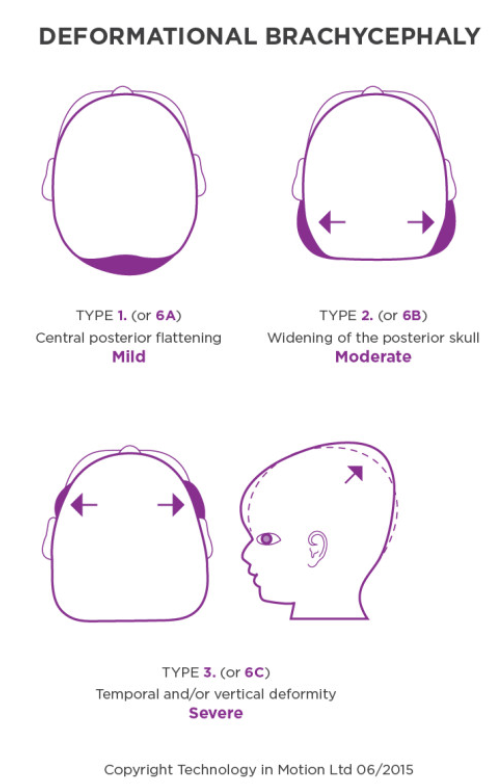 DEFORMATIONAL BRACHYCEPHALY
TYPE 1. (or 6A)
Central posterior flattening
Mild
TYPE 2. (or 6B)
Widening of the posterior skull
Moderate
TYPE 3. (or 6C)
Temporal and/or vertical deformity
Severe
Copyright Technology in Motion Ltd 06/2015